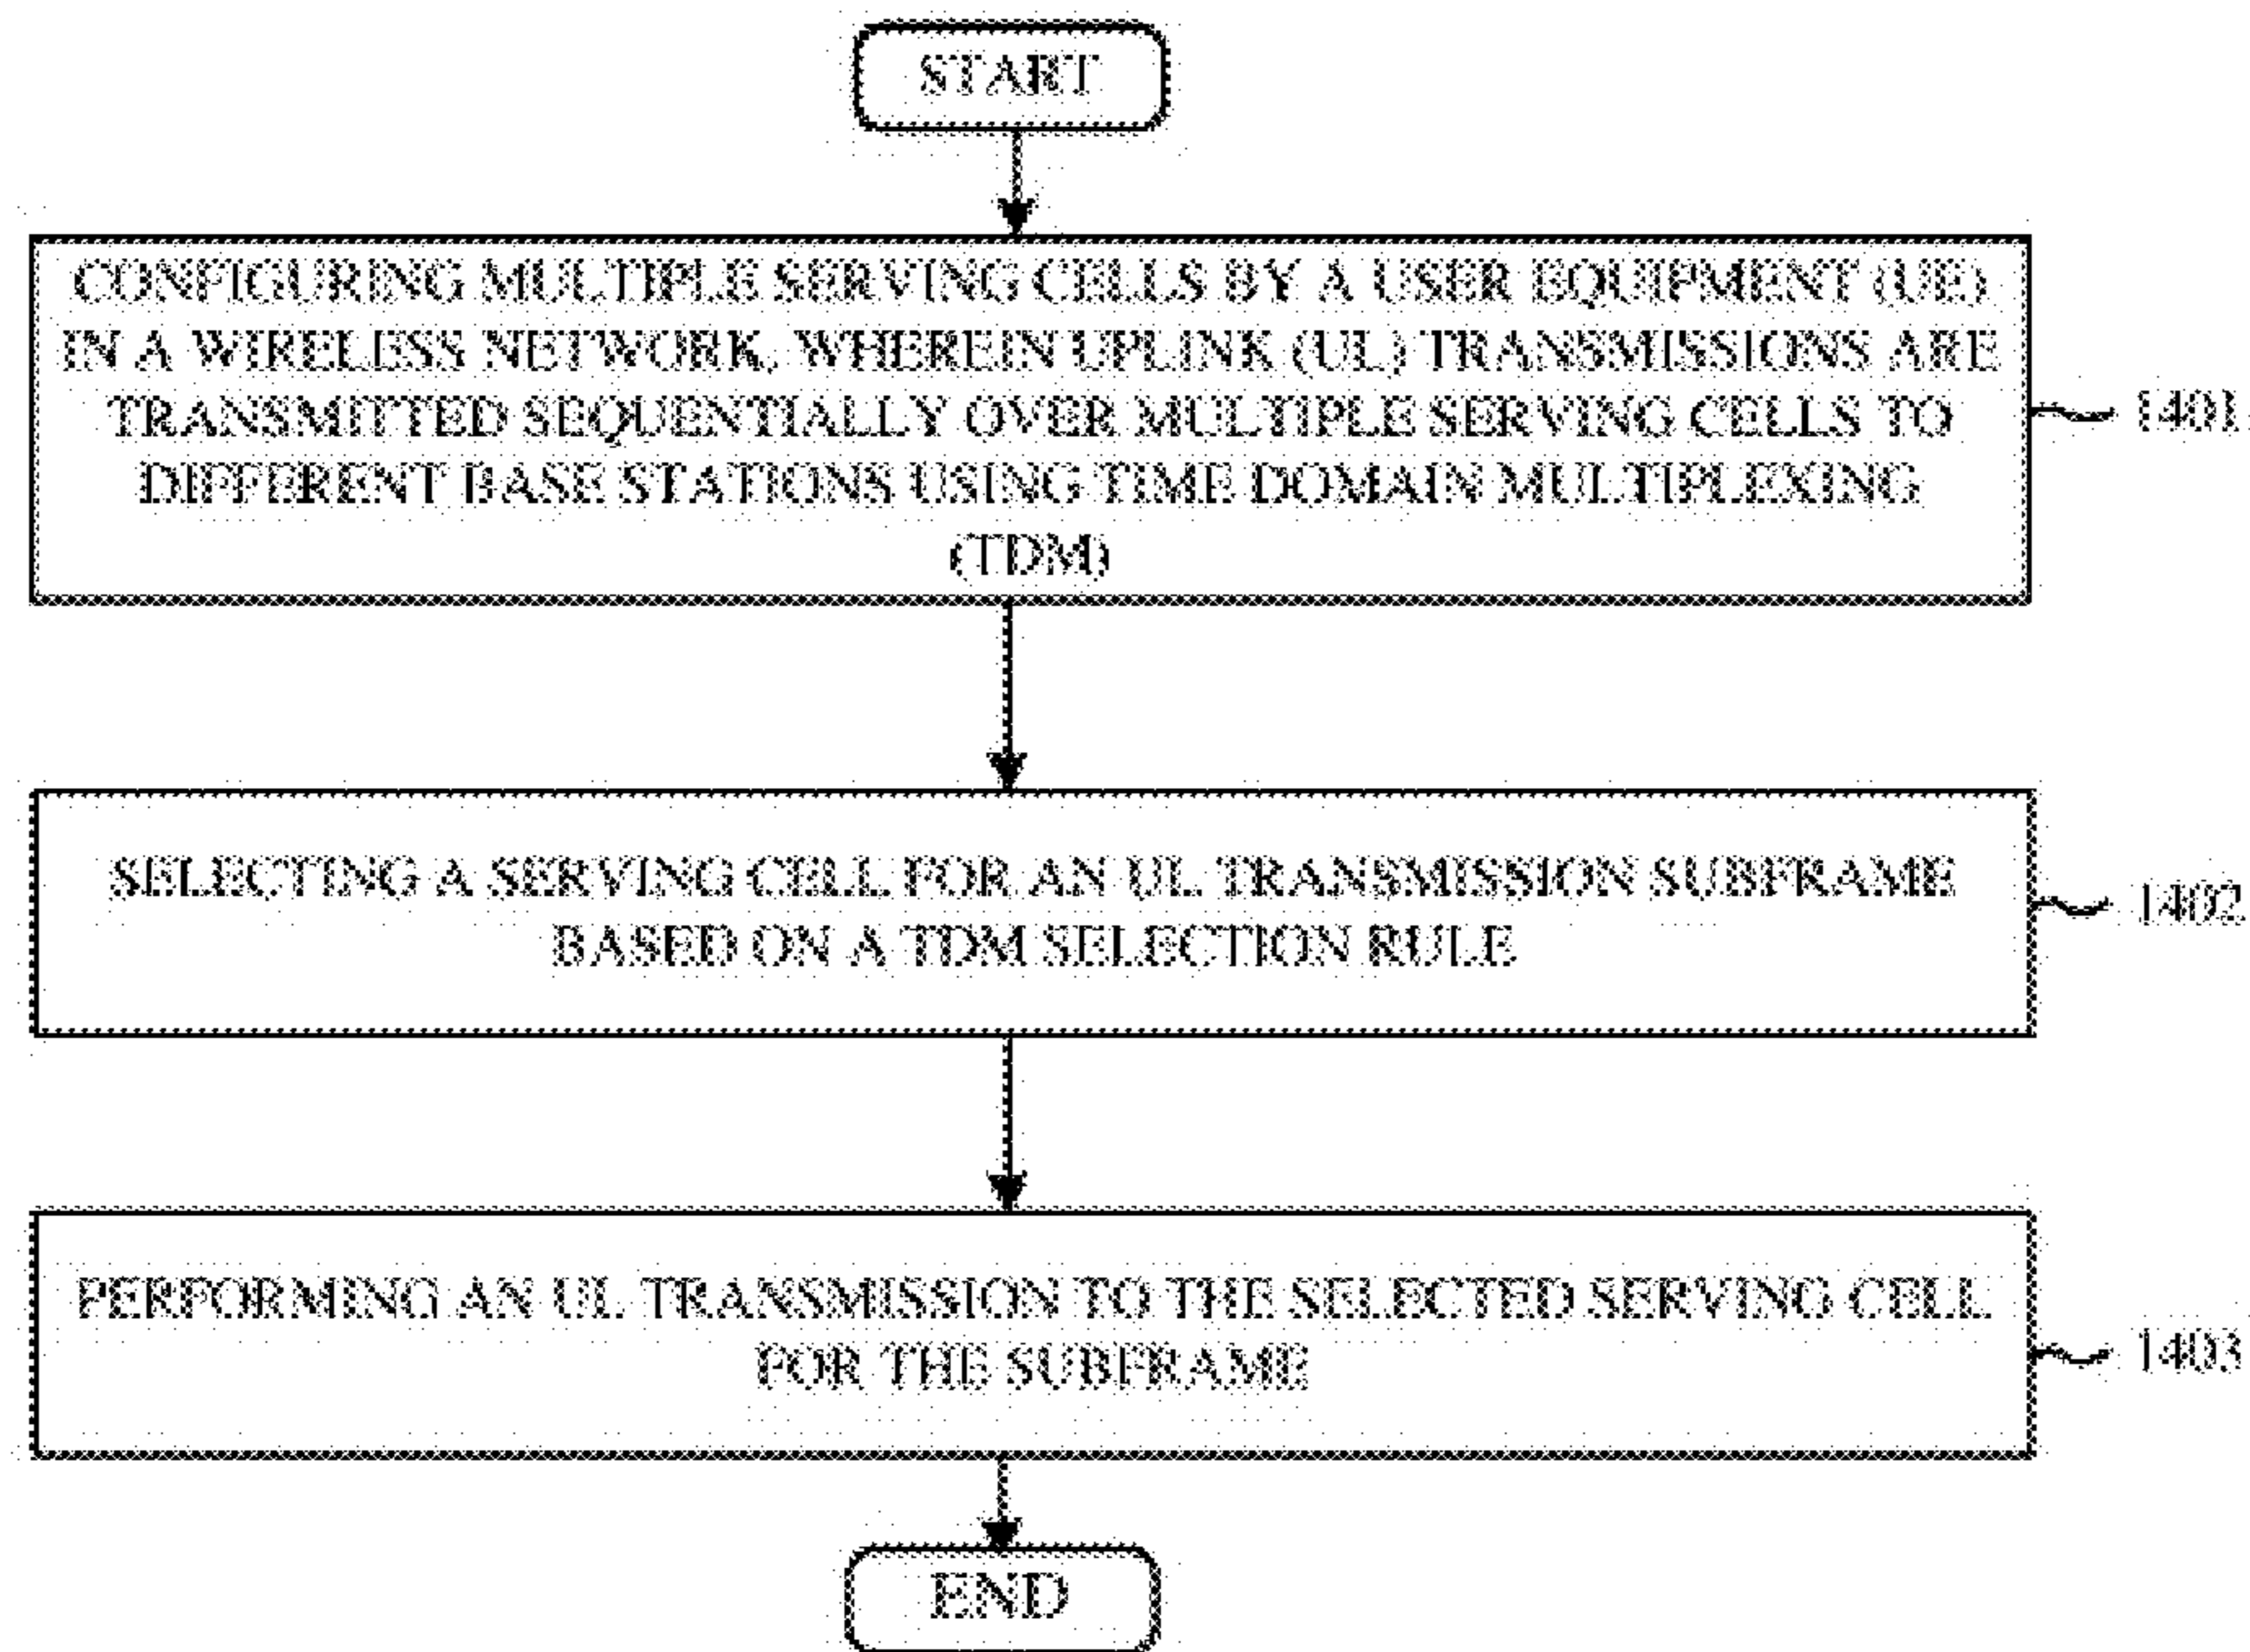 START
CONFIGURING MULTIPLE SERVING CELLS BY A USER EQUIPMENT (UE)
IN A WIRELESS NETWORK, WHEREIN UPLINK (UL) TRANSMISSIONS ARE
TRANSMITTED SEQUENTIALLY OVER MULTIPLE SERVING CELLS TO
DIFFERENT BASE STATIONS USING TIME DOMAIN MULTIPLEXING
(TDM)
1401
SELECTING A SERVING CELL FOR AN UL TRANSMISSION SUBFRAME
BASED ON A TDM SELECTION RULE
1402
PERFORMING AN UL TRANSMISSION TO THE SELECTED SERVING CELL
FOR THE SUBFRAME
1403
END